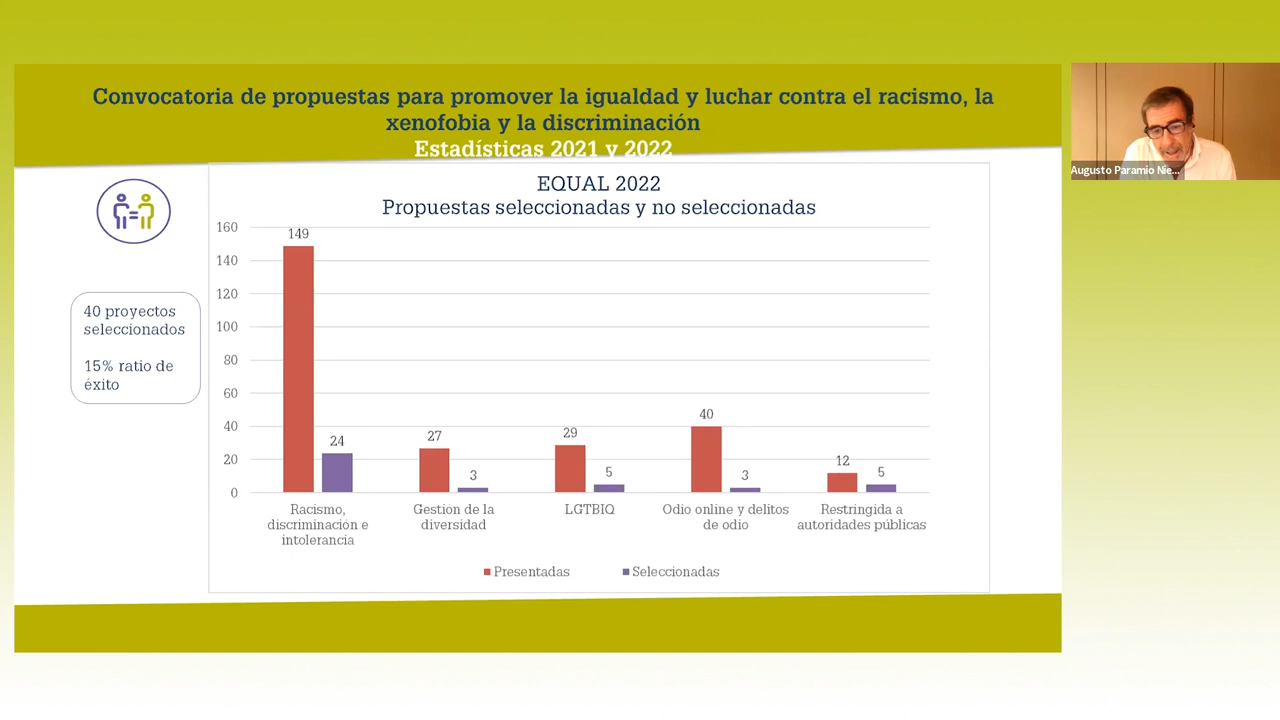 Convocatoria de propuestas para promover la igualdad y luchar contra el racismo, la
xenofobia y la discriminación
Estadísticas 2021 y 2022
Augusto Paramio Nie...
EQUAL 2022
Propuestas seleccionadas y no seleccionadas
40 proyectos
seleccionados
15% ratio de
éxito
160
140
120
100
80
60
40
20
0
149
24
27
3
29
5
40
3
12
5
Racismo,
discriminación e
intolerancia
Gestión de la
diversidad
LGTBIQ
Odio online y delitos
de odio
Restringida a
autoridades públicas
Presentadas
Seleccionadas